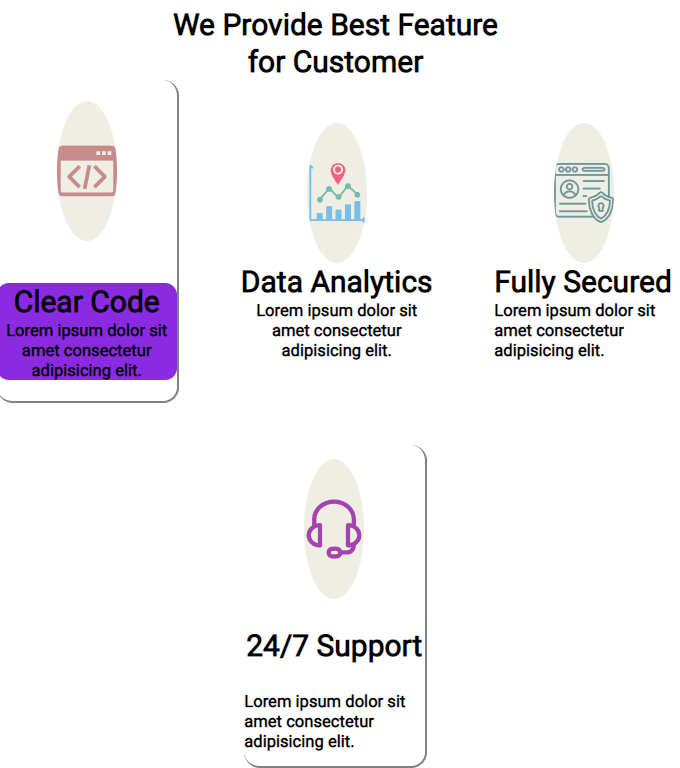 We Provide Best Feature
for Customer
Clear Code
Lorem ipsum dolor sit
amet consectetur
adipisicing elit.
Data Analytics
Lorem ipsum dolor sit
amet consectetur
adipisicing elit.
Fully Secured
Lorem ipsum dolor sit
amet consectetur
adipisicing elit.
24/7 Support
Lorem ipsum dolor sit
amet consectetur
adipisicing elit.